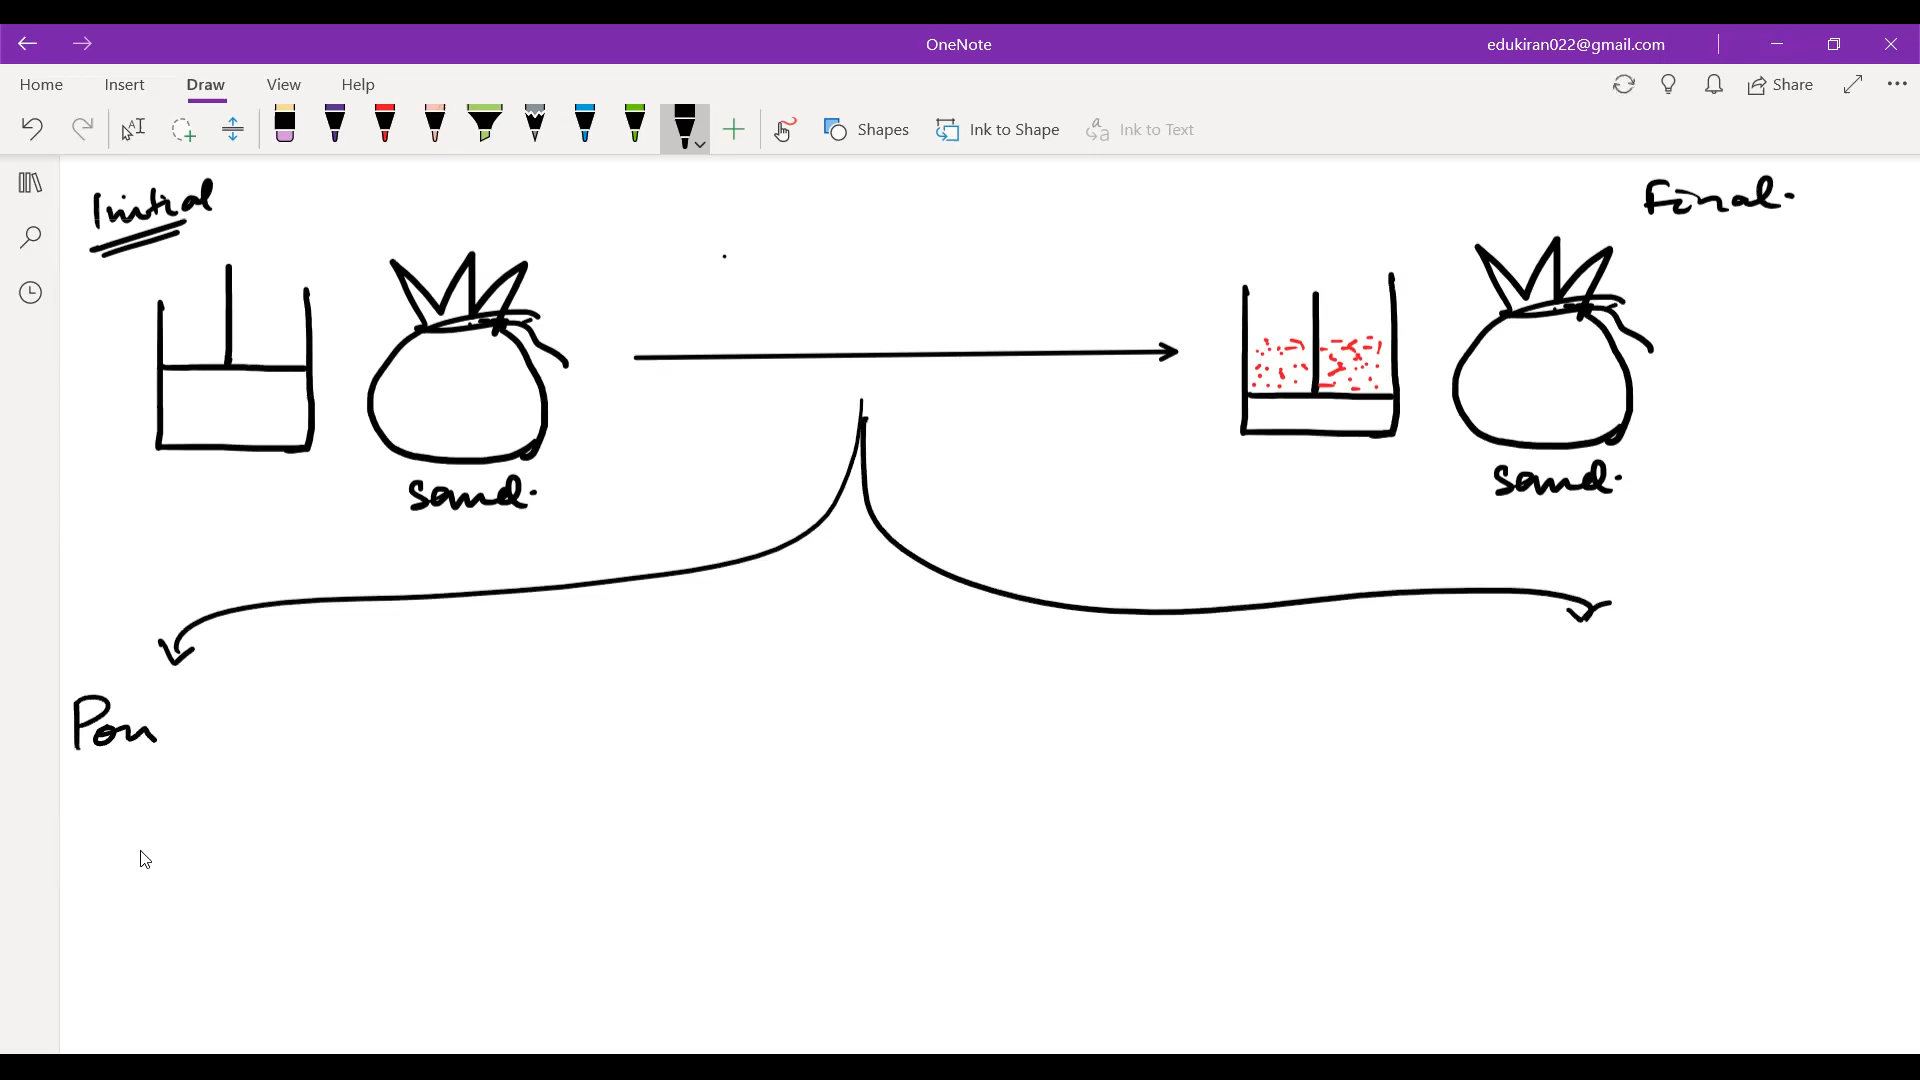 OneNote
edukiran022@gmail.com
Home Insert Draw View Help
Share
Shapes Ink to Shape Ink to Text
Initial
Final.
sand.
sand.
Pou